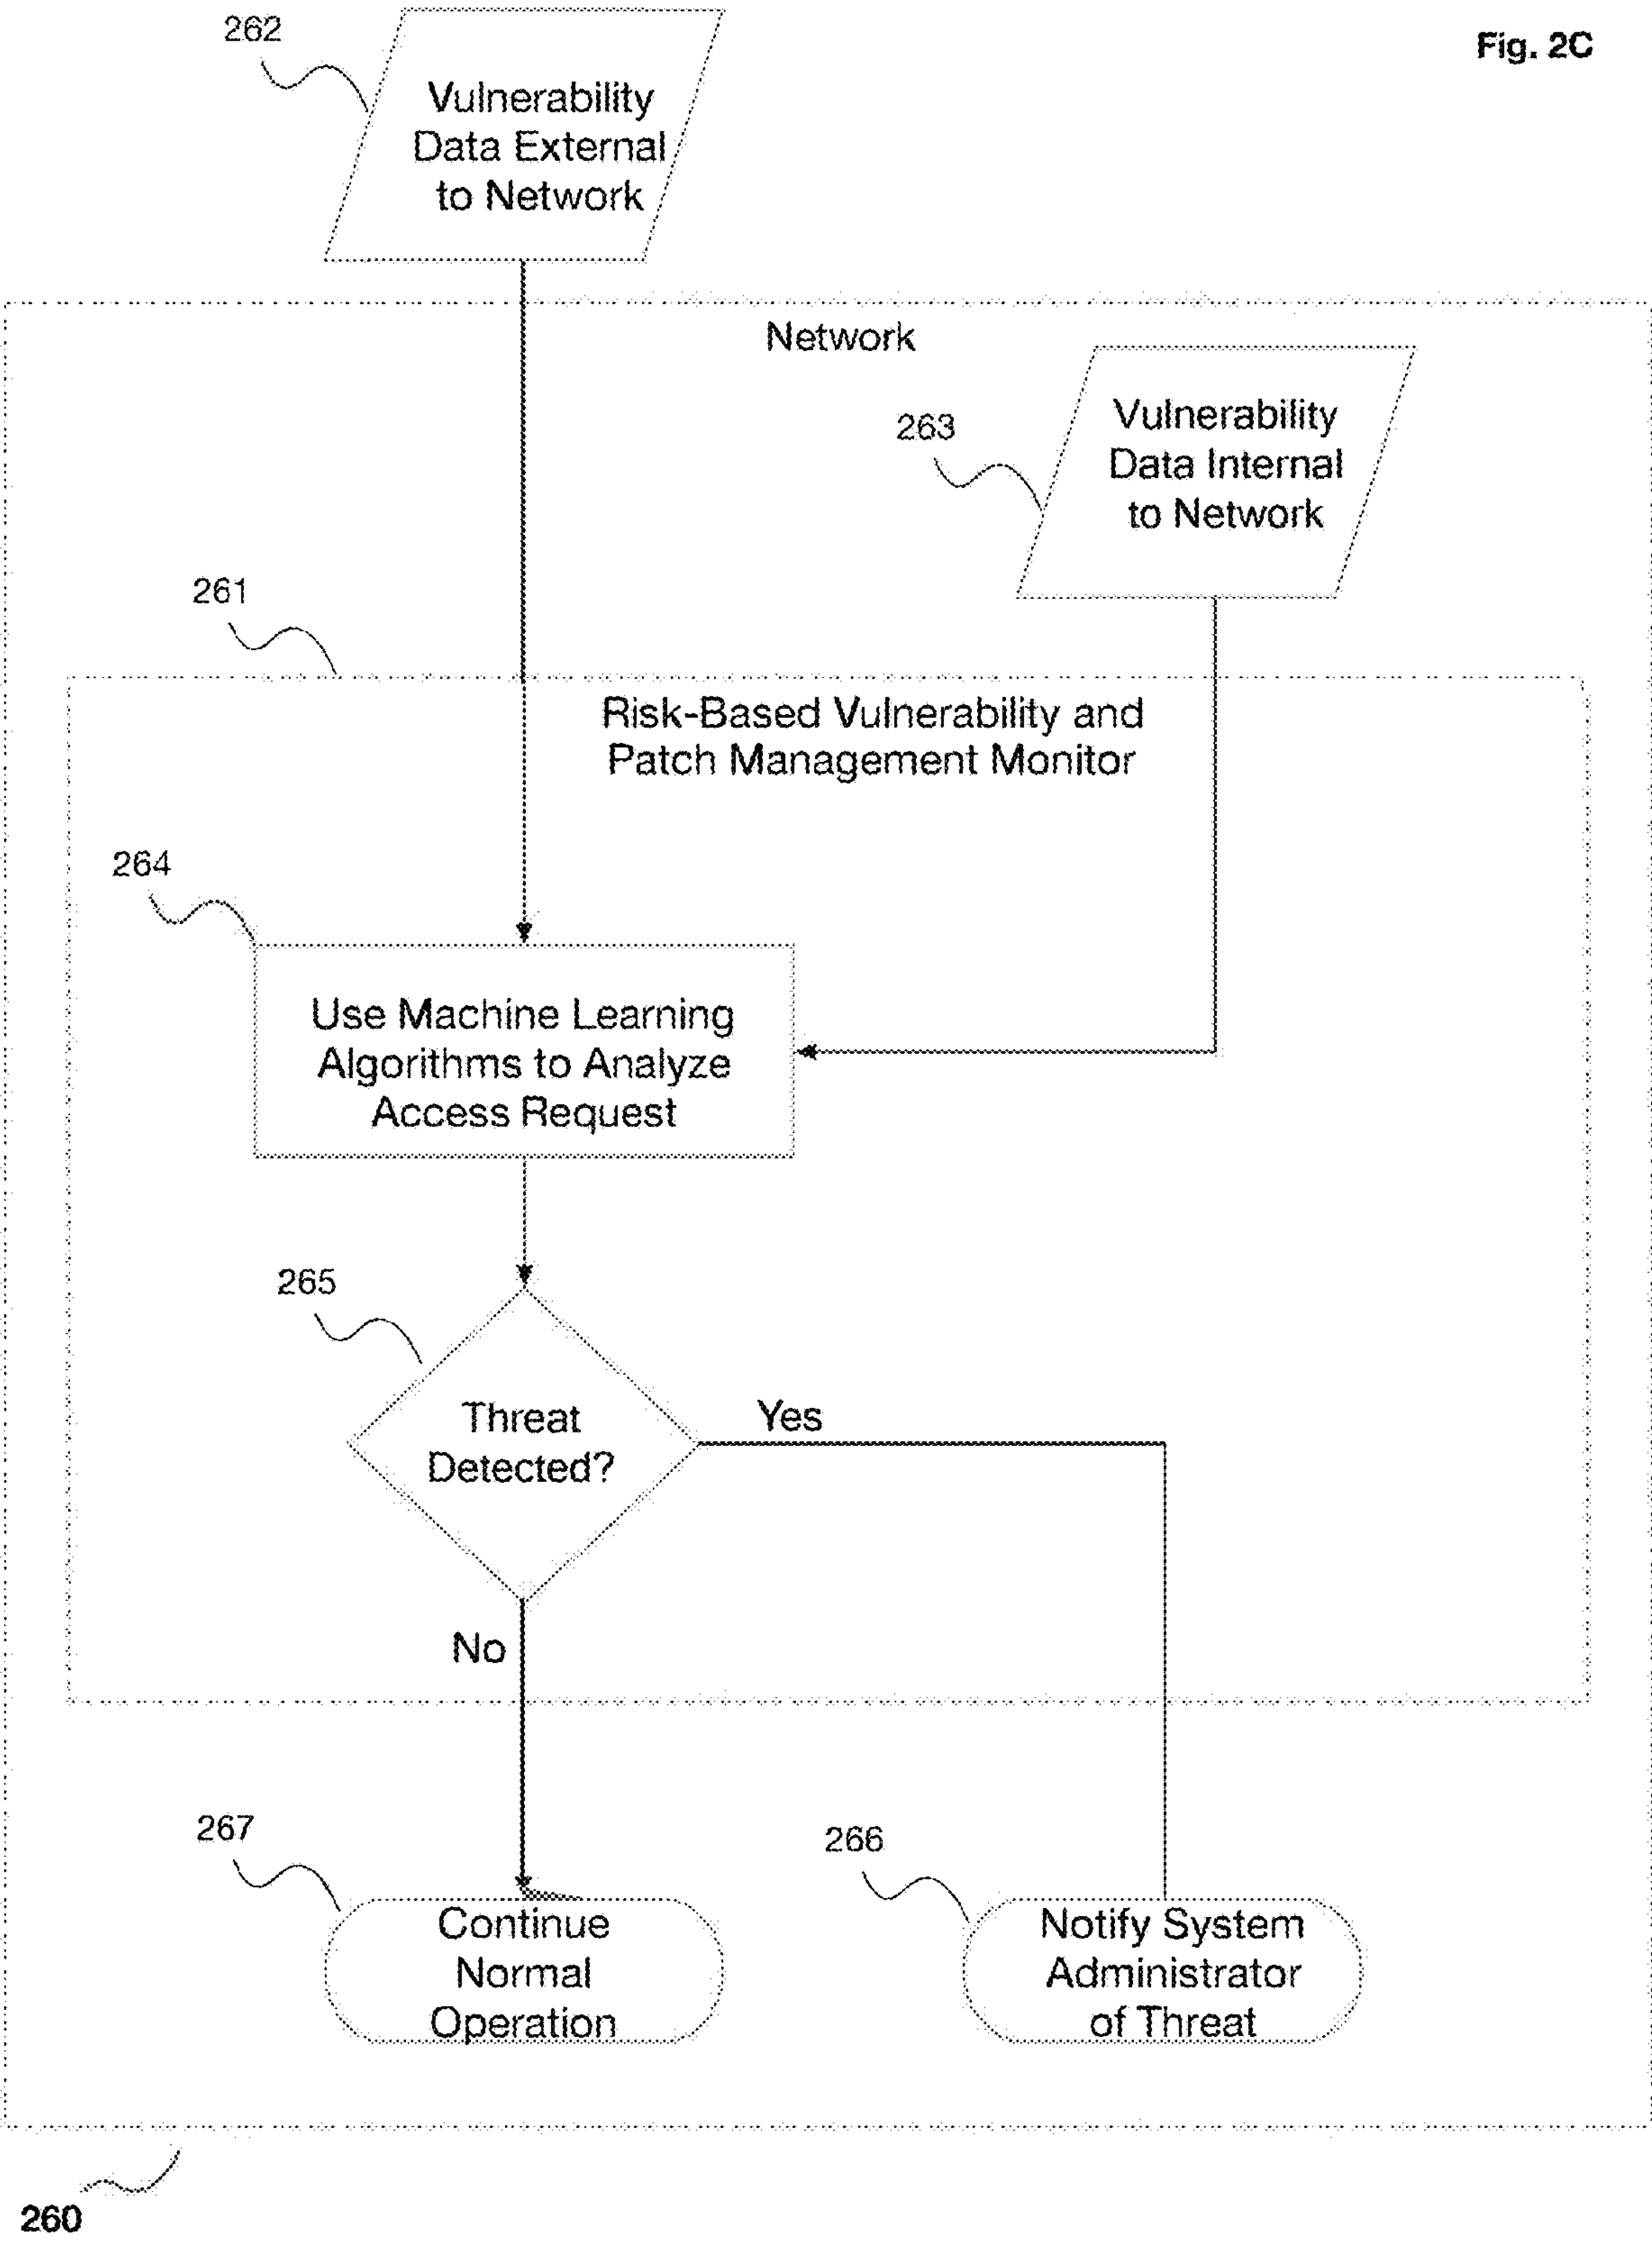 262
Fig. 2C
Vulnerability
Data External
to Network
Network
263
Vulnerability
Data Internal
to Network
261
Risk-Based Vulnerability and
Patch Management Monitor
264
Use Machine Learning
Algorithms to Analyze
Access Request
265
Threat
Detected?
Yes
No
267
Continue
Normal
Operation
266
Notify System
Administrator
of Threat
260